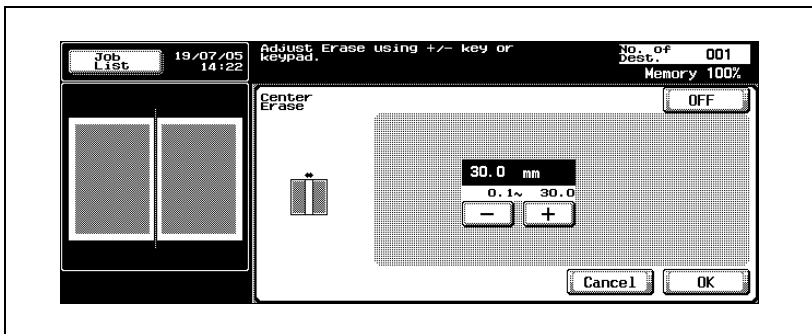 Job
List
19/07/05
14:22
Adjust Erase using +/- key or
keypad.
No. of
Dest.
001
Memory 100%
Center
Erase
OFF
30.0 mm
0.1~ 30.0
− +
Cancel OK